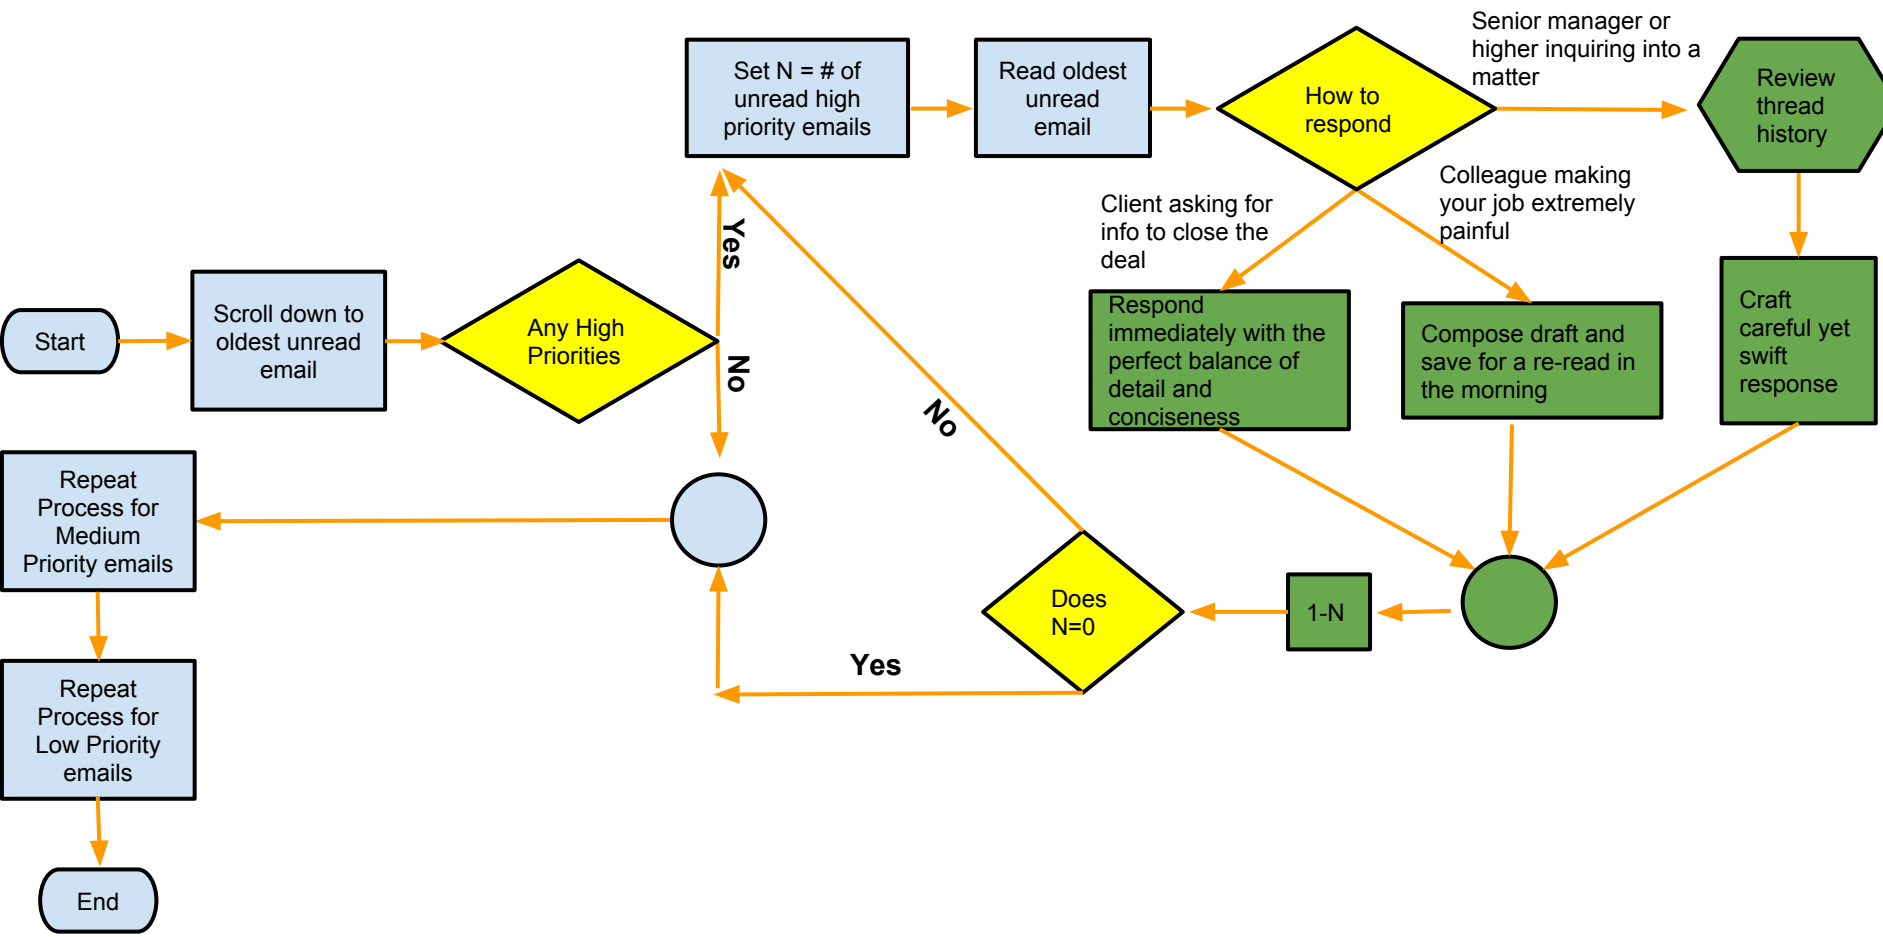 Start
Scroll down to
oldest unread
email
Any High
Priorities
Yes
No
Set N = # of
unread high
priority emails
Read oldest
unread
email
How to
respond
Senior manager or
higher inquiring into a
matter
Review
thread
history
Client asking for
info to close the
deal
Colleague making
your job extremely
painful
Respond
immediately with the
perfect balance of
detail and
conciseness
Compose draft and
save for a re-read in
the morning
Craft
careful yet
swift
response
1-N
Does
N=0
No
Yes
Repeat
Process for
Medium
Priority emails
Repeat
Process for
Low Priority
emails
End